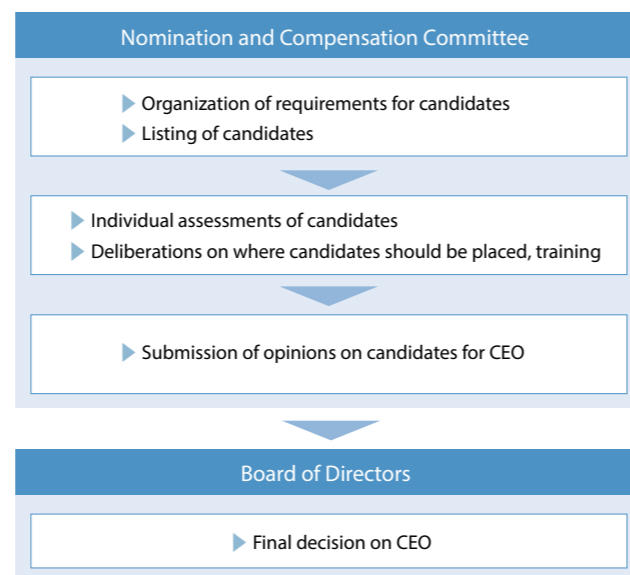 Nomination and Compensation Committee
Organization of requirements for candidates
Listing of candidates
Individual assessments of candidates
Deliberations on where candidates should be placed, training
Submission of opinions on candidates for CEO
Board of Directors
Final decision on CEO